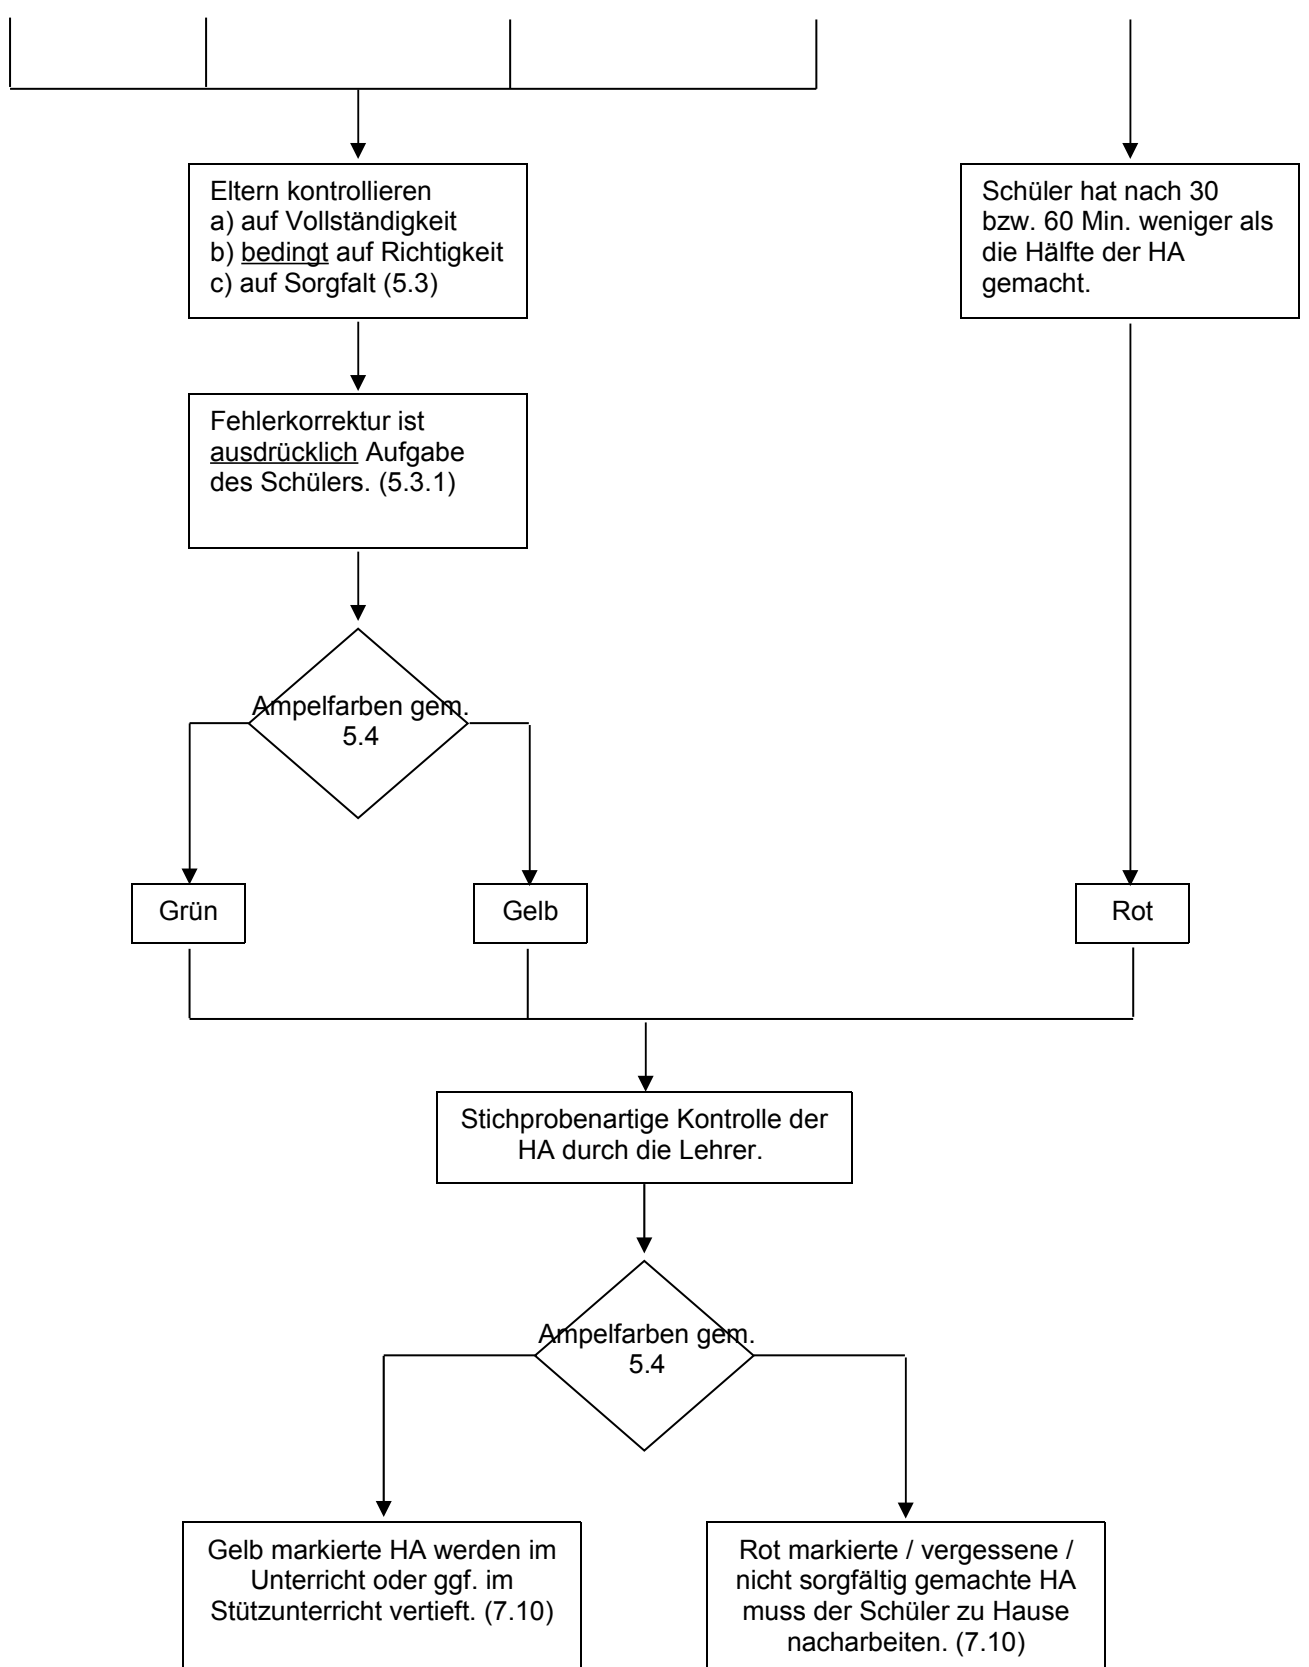 Eltern kontrollieren
a) auf Vollständigkeit
b) bedingt auf Richtigkeit
c) auf Sorgfalt (5.3)
Schüler hat nach 30
bzw. 60 Min. weniger als
die Hälfte der HA
gemacht.
Fehlerkorrektur ist
ausdrücklich Aufgabe
des Schülers. (5.3.1)
Ampelfarben gem.
5.4
Grün
Gelb
Rot
Stichprobenartige Kontrolle der
HA durch die Lehrer.
Ampelfarben gem.
5.4
Gelb markierte HA werden im
Unterricht oder ggf. im
Stützunterricht vertieft. (7.10)
Rot markierte / vergessene /
nicht sorgfältig gemachte HA
muss der Schüler zu Hause
nacharbeiten. (7.10)